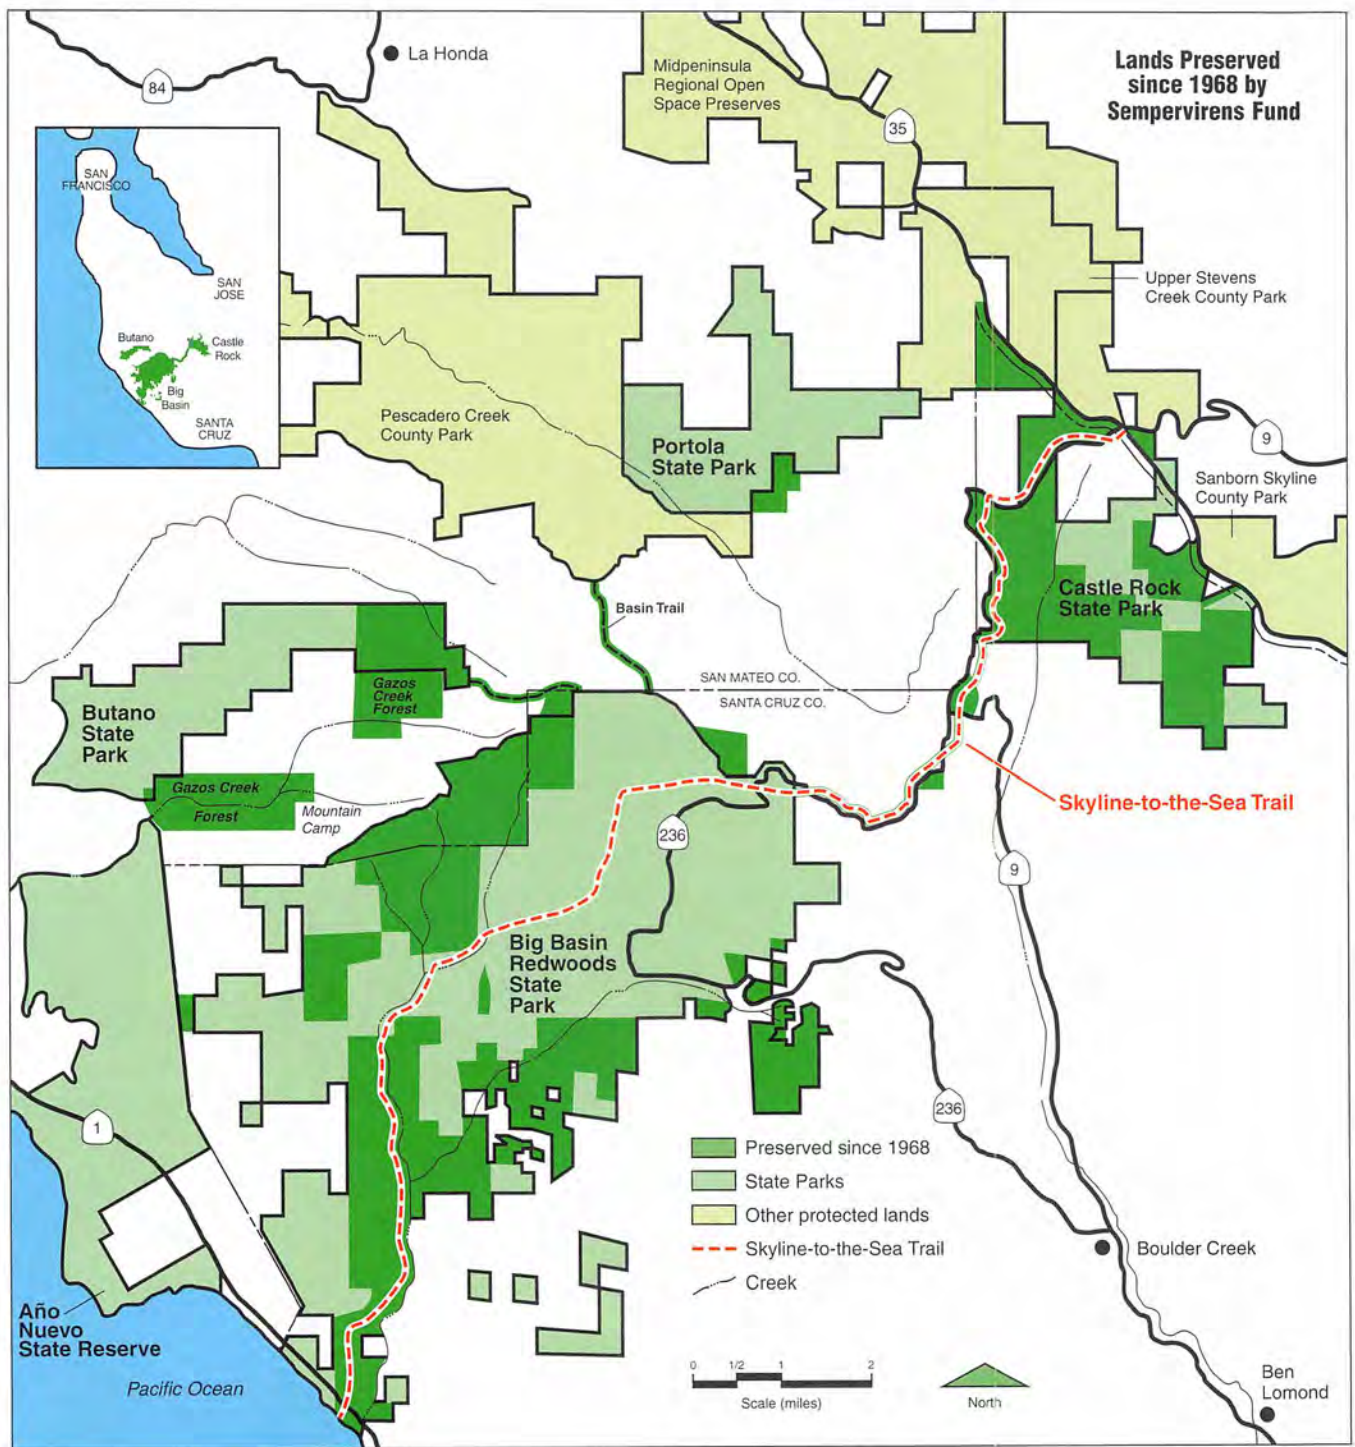 La Honda
84
Midpeninsula
Regional Open
Space Preserves
35
Lands Preserved
since 1968 by
Sempervirens Fund
SAN
FRANCISCO
SAN
JOSE
Butano
Castle
Rock
Big
Basin
SANTA
CRUZ
Upper Stevens
Creek County Park
Pescadero Creek
County Park
Portola
State Park
9
Sanborn Skyline
County Park
Castle Rock
State Park
Basin Trail
SAN MATEO CO.
SANTA CRUZ CO.
Gazos
Creek
Forest
Butano
State
Park
Gazos Creek
Forest
Mountain
Camp
Skyline-to-the-Sea Trail
236
9
Big Basin
Redwoods
State
Park
236
1
Preserved since 1968
State Parks
Other protected lands
Skyline-to-the-Sea Trail
Creek
Boulder Creek
Año
Nuevo
State Reserve
Pacific Ocean
0 1/2 1 2
Scale (miles)
North
Ben
Lomond